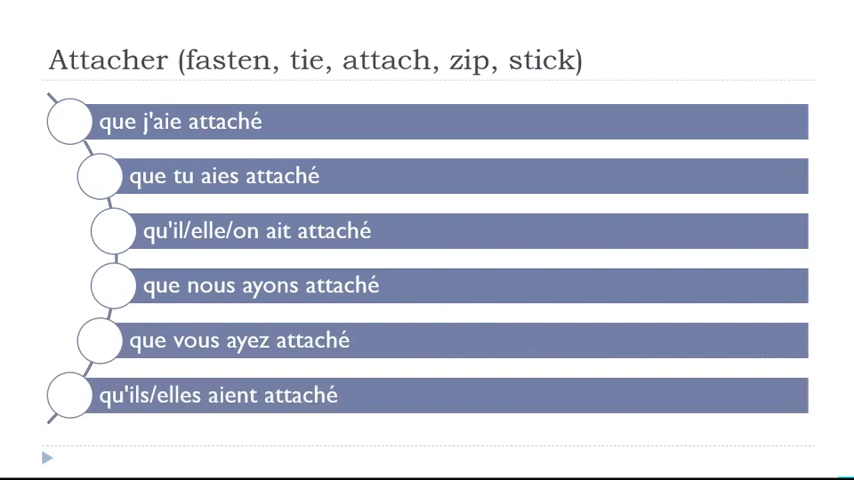 Attacher (fasten, tie, attach, zip, stick)
que j'aie attaché
que tu aies attaché
qu'il/elle/on ait attaché
que nous ayons attaché
que vous ayez attaché
qu'ils/elles aient attaché